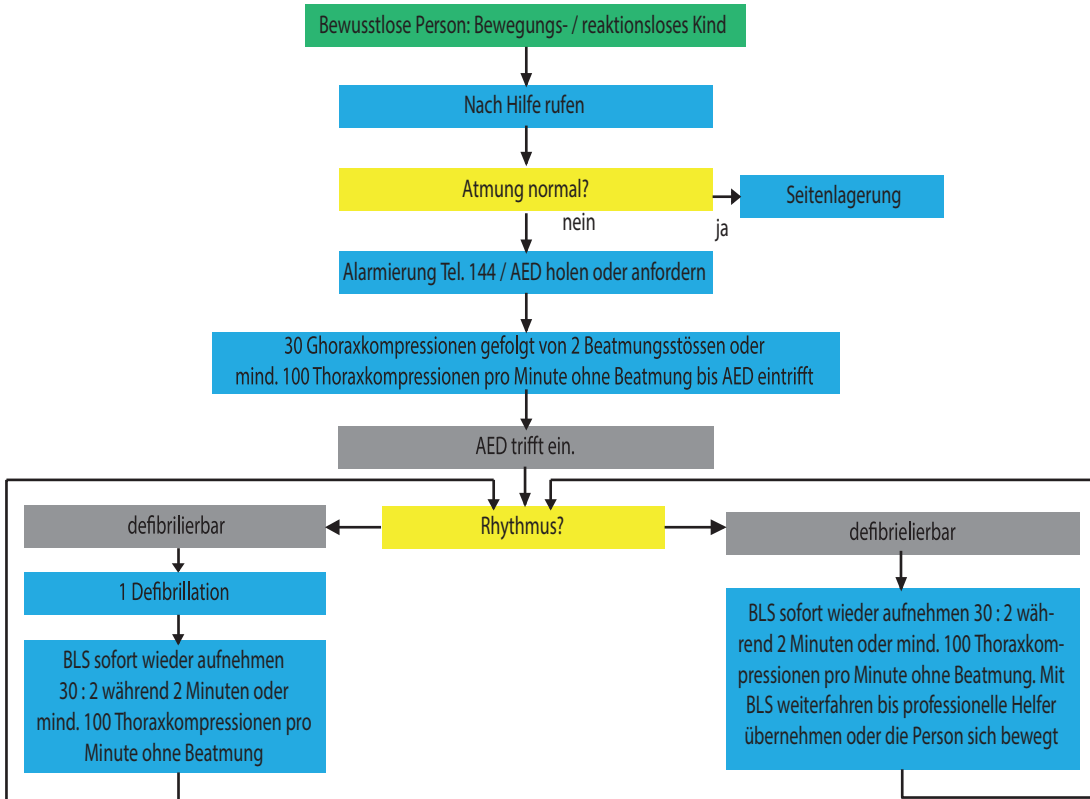 Bewusstlose Person: Bewegungs- / reaktionsloses Kind
Nach Hilfe rufen
Atmung normal?
Seitenlagerung
nein
ja
Alarmierung Tel. 144 / AED holen oder anfordern
30 Ghoraxkompressionen gefolgt von 2 Beatmungsstössen oder
mind. 100 Thoraxkompressionen pro Minute ohne Beatmung bis AED eintrifft
AED trifft ein.
defibrilierbar
Rhythmus?
defibrielierbar
1 Defibrillation
BLS sofort wieder aufnehmen
30 : 2 während 2 Minuten oder
mind. 100 Thoraxkompressionen pro
Minute ohne Beatmung
BLS sofort wieder aufnehmen 30 : 2 wäh-
rend 2 Minuten oder mind. 100 Thoraxkom-
pressionen pro Minute ohne Beatmung. Mit
BLS weiterfahren bis professionelle Helfer
übernehmen oder die Person sich bewegt